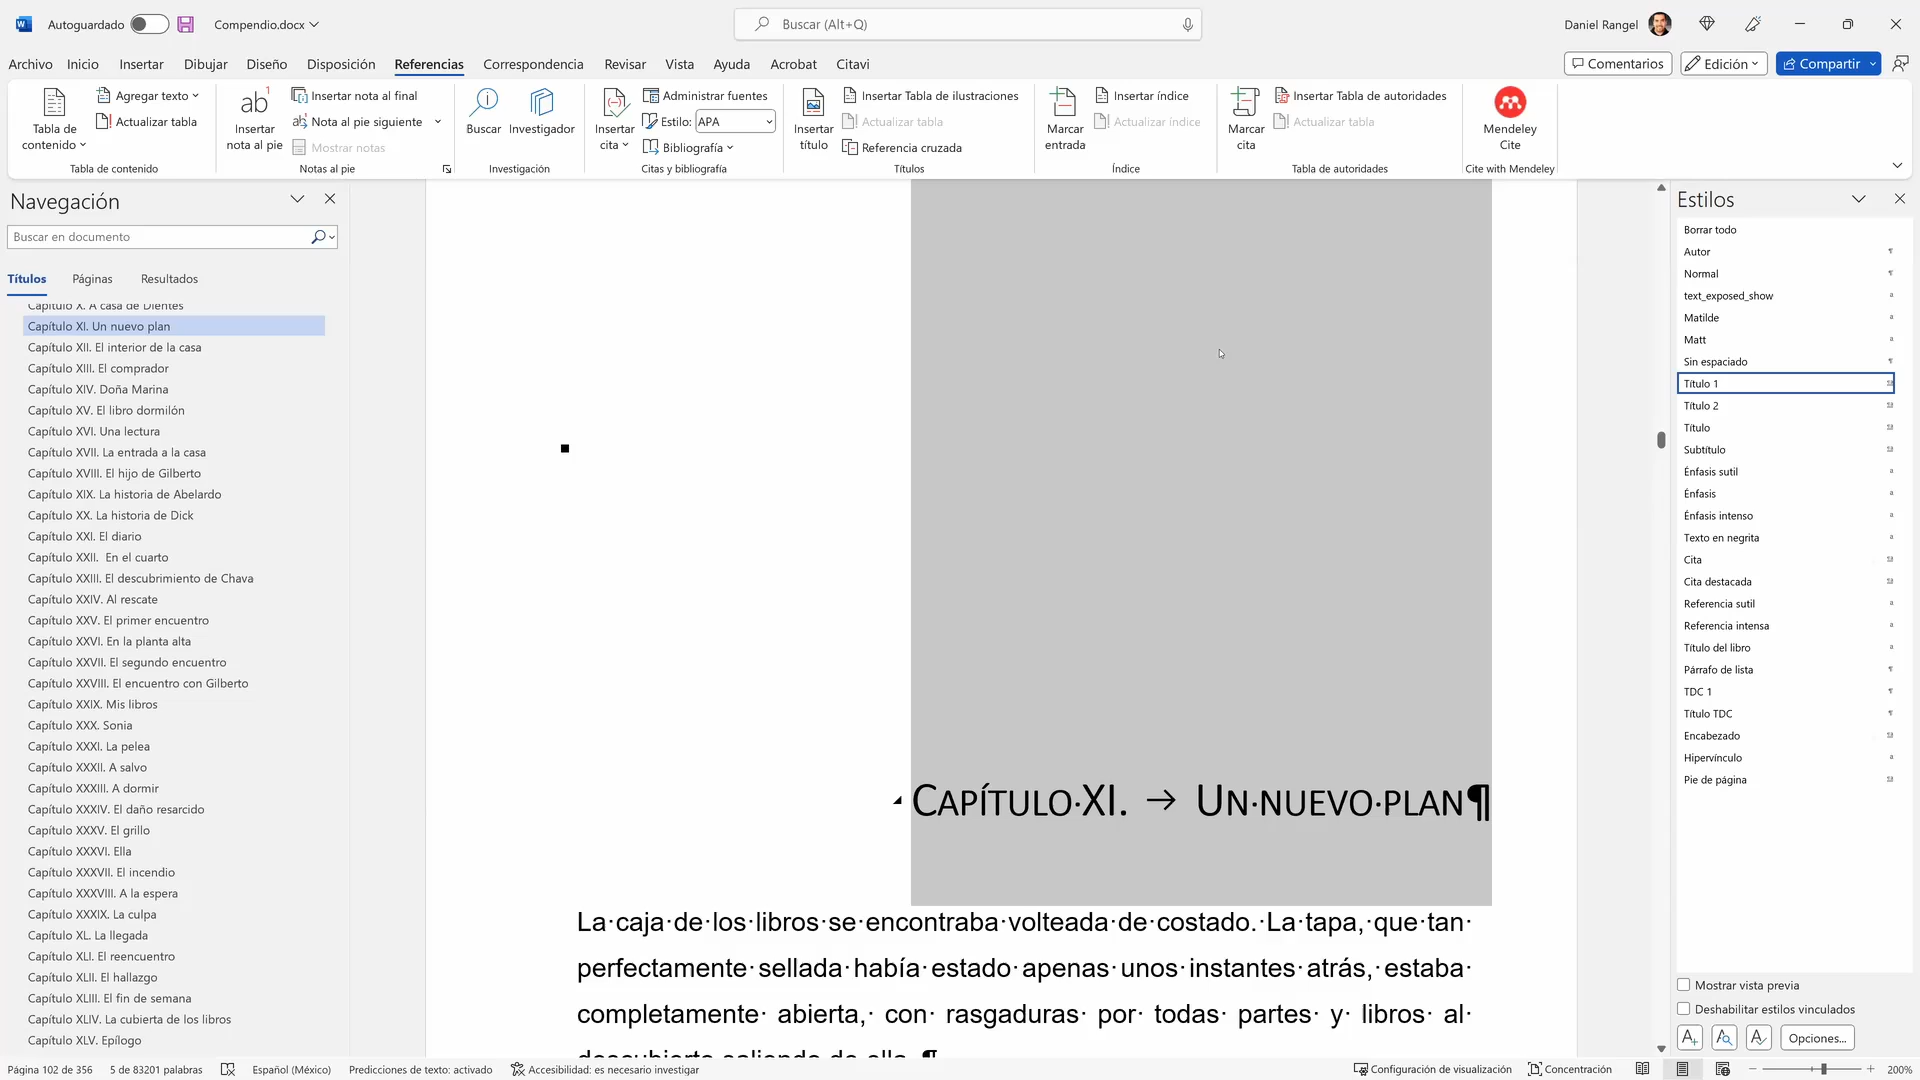 Autoguardado
Compendio.docx
Buscar (Alt+Q)
Daniel Rangel
Archivo Inicio Insertar Dibujar Diseño Disposición Referencias Correspondencia Revisar Vista Ayuda Acrobat Citavi
Comentarios
Edición
Compartir
Tabla de contenido
Agregar texto
Actualizar tabla
Tabla de contenido
ab1
Insertar nota al pie
Insertar nota al final
Nota al pie siguiente
Mostrar notas
Notas al pie
Buscar
Investigador
Investigación
Insertar cita
Administrar fuentes
Estilo: APA
Bibliografía
Citas y bibliografía
Insertar título
Insertar Tabla de ilustraciones
Actualizar tabla
Referencia cruzada
Títulos
Marcar entrada
Insertar índice
Actualizar índice
Índice
Marcar cita
Insertar Tabla de autoridades
Actualizar tabla
Tabla de autoridades
Mendeley Cite
Cite with Mendeley
Navegación
Buscar en documento
Títulos Páginas Resultados
Capítulo X. A casa de Dientes
Capítulo XI. Un nuevo plan
Capítulo XII. El interior de la casa
Capítulo XIII. El comprador
Capítulo XIV. Doña Marina
Capítulo XV. El libro dormilón
Capítulo XVI. Una lectura
Capítulo XVII. La entrada a la casa
Capítulo XVIII. El hijo de Gilberto
Capítulo XIX. La historia de Abelardo
Capítulo XX. La historia de Dick
Capítulo XXI. El diario
Capítulo XXII.  En el cuarto
Capítulo XXIII. El descubrimiento de Chava
Capítulo XXIV. Al rescate
Capítulo XXV. El primer encuentro
Capítulo XXVI. En la planta alta
Capítulo XXVII. El segundo encuentro
Capítulo XXVIII. El encuentro con Gilberto
Capítulo XXIX. Mis libros
Capítulo XXX. Sonia
Capítulo XXXI. La pelea
Capítulo XXXII. A salvo
Capítulo XXXIII. A dormir
Capítulo XXXIV. El daño resarcido
Capítulo XXXV. El grillo
Capítulo XXXVI. Ella
Capítulo XXXVII. El incendio
Capítulo XXXVIII. A la espera
Capítulo XXXIX. La culpa
Capítulo XL. La llegada
Capítulo XLI. El reencuentro
Capítulo XLII. El hallazgo
Capítulo XLIII. El fin de semana
Capítulo XLIV. La cubierta de los libros
Capítulo XLV. Epílogo
Capítulo·XI. → Un·nuevo·plan¶
La·caja·de·los·libros·se·encontraba·volteada·de·costado.·La·tapa,·que·tan·
perfectamente·sellada·había·estado·apenas·unos·instantes·atrás,·estaba·
completamente· abierta,· con· rasgaduras· por· todas· partes· y· libros· al·
descubierto·saliendo·de·ella.·¶
Estilos
Borrar todo
Autor ¶
Normal ¶
text_exposed_show a
Matilde a
Matt a
Sin espaciado ¶
Título 1 ¶a
Título 2 ¶a
Título ¶a
Subtítulo ¶a
Énfasis sutil a
Énfasis a
Énfasis intenso a
Texto en negrita a
Cita ¶a
Cita destacada ¶a
Referencia sutil a
Referencia intensa a
Título del libro a
Párrafo de lista ¶
TDC 1 ¶
Título TDC ¶
Encabezado ¶a
Hipervínculo a
Pie de página ¶a
Mostrar vista previa
Deshabilitar estilos vinculados
Opciones...
Página 102 de 356 5 de 83201 palabras Español (México) Predicciones de texto: activado Accesibilidad: es necesario investigar Configuración de visualización Concentración 200%